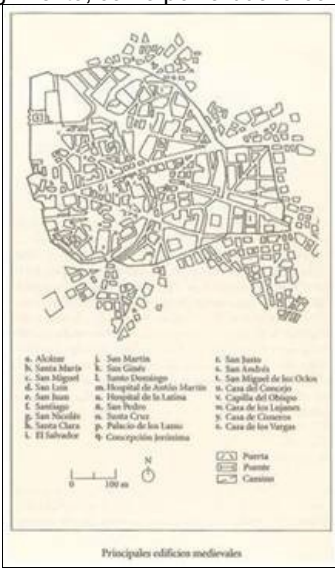 a. Alcázar
b. Santa María
c. San Miguel
d. San Luis
e. San Juan
f. Santiago
g. San Nicolás
h. Santa Clara
i. El Salvador
j. San Martín
k. San Ginés
l. Santo Domingo
m. Hospital de Antón Martín
n. Hospital de la Latina
ñ. San Pedro
o. Santa Cruz
p. Palacio de los Lasso
q. Concepción Jerónima
r. San Justo
s. San Andrés
t. San Miguel de los Octoes
u. Casa del Concejo
v. Capilla del Obispo
w. Casa de los Lujanes
y. Casa de Cisneros
z. Casa de los Vargas
Puerta
Puente
Camino
N
0 100 m
Principales edificios medievales